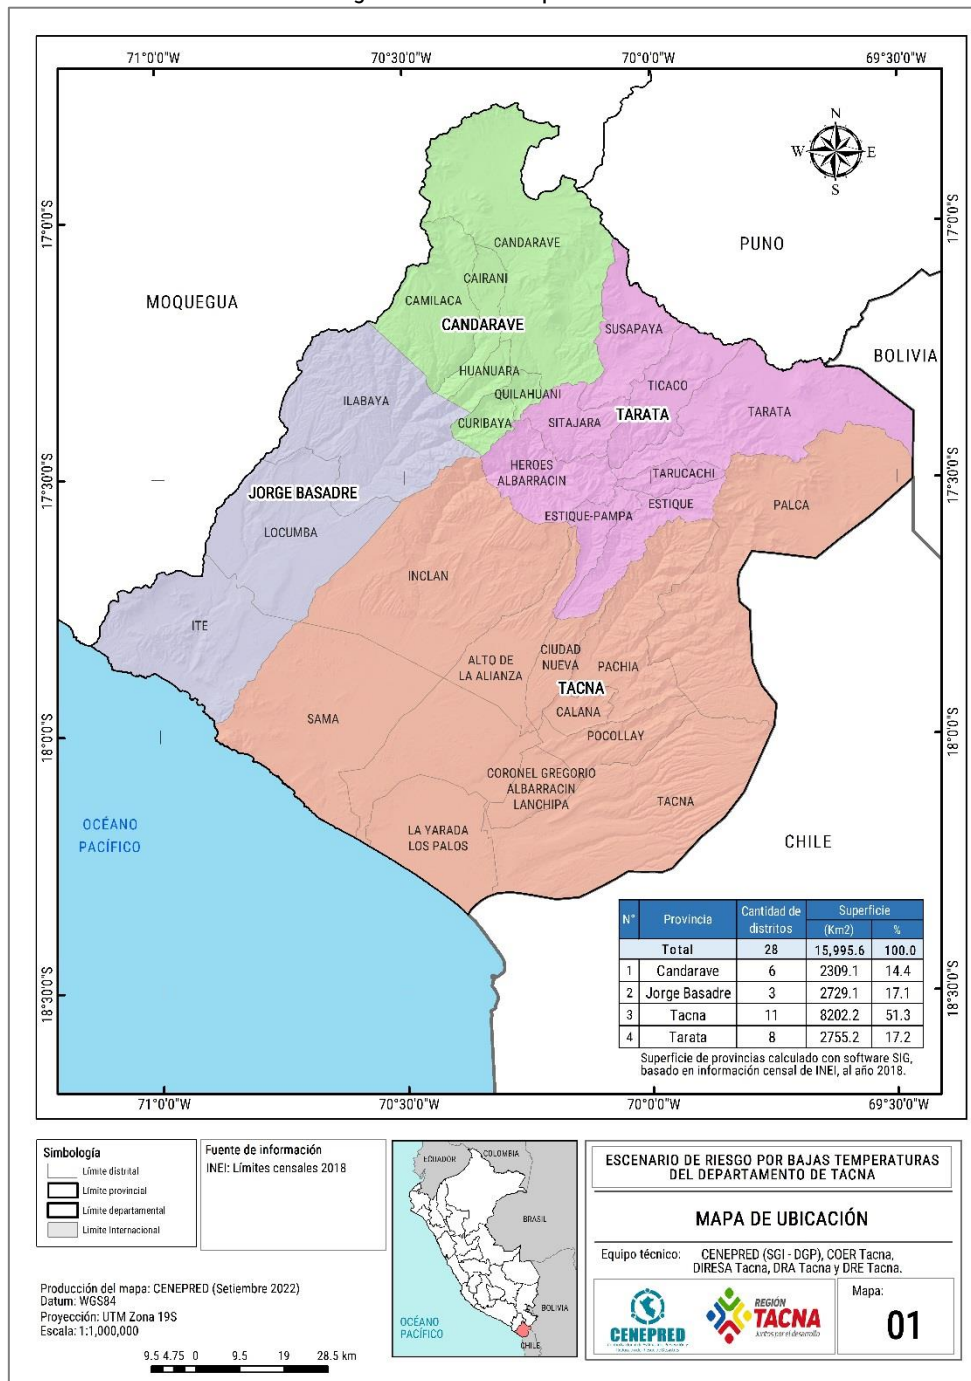 71°0'0"W 70°30'0"W 70°0'0"W 69°30'0"W
N
W E
S
17°0'0"S
17°0'0"S
PUNO
CANDARAVE
CAIRANI
MOQUEGUA
CAMILACA
CANDARAVE
SUSAPAYA
BOLIVIA
HUANUARA
TICACO
QUILAHUANI
ILABAYA
TARATA
TARATA
CURIBAYA
SITAJARA
HEROES
ALBARRACIN
TARUCACHI
17°30'0"S
17°30'0"S
JORGE BASADRE
ESTIQUE
PALCA
ESTIQUE-PAMPA
LOCUMBA
INCLAN
ITE
CIUDAD
NUEVA
ALTO DE
LA ALIANZA
PACHIA
TACNA
CALANA
SAMA
POCOLLAY
18°0'0"S
18°0'0"S
CORONEL GREGORIO
ALBARRACIN
LANCHIPA
TACNA
OCÉANO
PACÍFICO
LA YARADA
LOS PALOS
CHILE
N° Provincia Cantidad de distritos Superficie
(Km2) %
Total 28 15,995.6 100.0
1 Candarave 6 2309.1 14.4
2 Jorge Basadre 3 2729.1 17.1
3 Tacna 11 8202.2 51.3
4 Tarata 8 2755.2 17.2
Superficie de provincias calculado con software SIG,
basado en información censal de INEI, al año 2018.
18°30'0"S
18°30'0"S
71°0'0"W 70°30'0"W 70°0'0"W 69°30'0"W
Simbología
Límite distrital
Límite provincial
Límite departamental
Límite Internacional
Fuente de información
INEI: Límites censales 2018
Producción del mapa: CENEPRED (Setiembre 2022)
Datum: WGS84
Proyección: UTM Zona 19S
Escala: 1:1,000,000
9.5 4.75 0 9.5 19 28.5 km
ECUADOR
COLOMBIA
BRASIL
BOLIVIA
OCÉANO
PACÍFICO
CHILE
ESCENARIO DE RIESGO POR BAJAS TEMPERATURAS
DEL DEPARTAMENTO DE TACNA
MAPA DE UBICACIÓN
Equipo técnico: CENEPRED (SGI - DGP), COER Tacna,
DIRESA Tacna, DRA Tacna y DRE Tacna.
CENEPRED
REGIÓN
TACNA
Juntos por el desarrollo
Mapa:
01